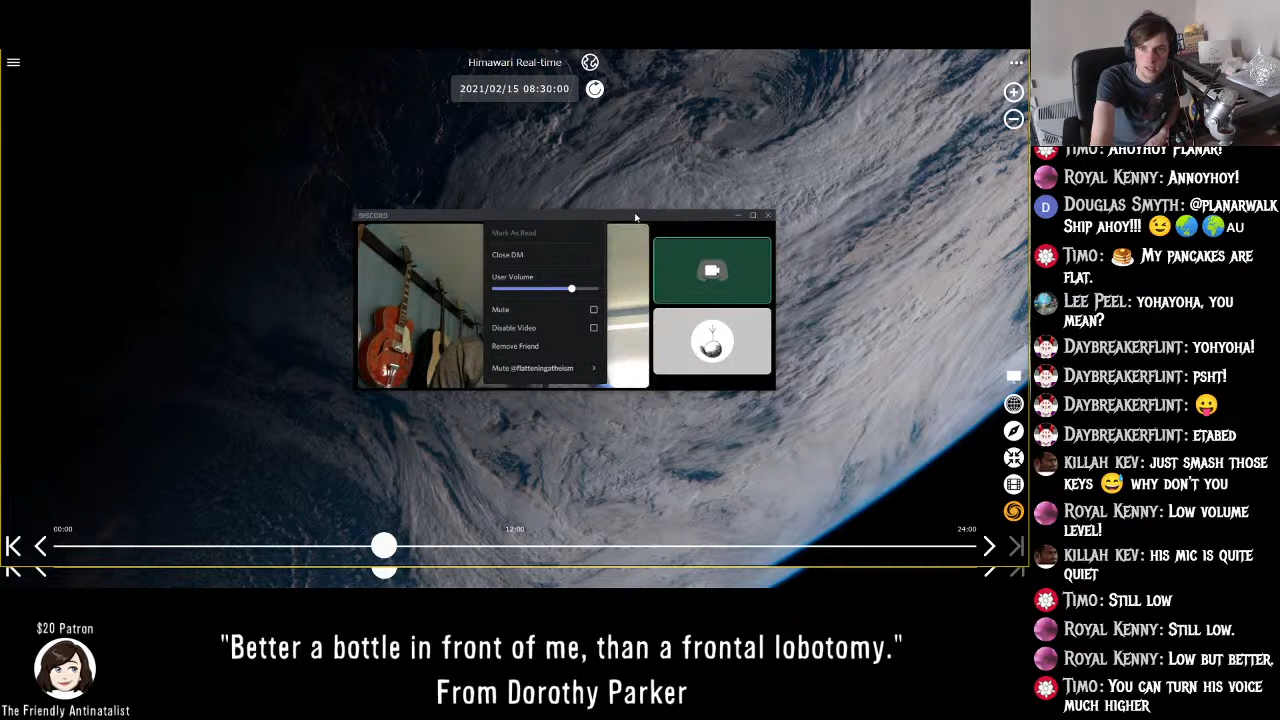 Himawari Real-time
2021/02/15 08:30:00
DISCORD
Mark As Read
Close DM
User Volume
Mute
Disable Video
Remove Friend
Mute @flatteningatheism
00:00
12:00
24:00
$20 Patron
The Friendly Antinatalist
"Better a bottle in front of me, than a frontal lobotomy."
From Dorothy Parker
Timo: Ahoyhoy Planar!
Royal Kenny: Annoyhoy!
Douglas Smyth: @planarwalk
Ship ahoy!!! 😉🌏🌍 au
Timo: 🥞 My pancakes are
flat.
Lee Peel: yohayoha, you
mean?
Daybreakerflint: yohyoha!
Daybreakerflint: psht!
Daybreakerflint: 😛
Daybreakerflint: etabed
D
killah kev: just smash those
keys 😅 why don't you
Royal Kenny: Low volume
level!
killah kev: his mic is quite
quiet
Timo: Still low
Royal Kenny: Still low.
Royal Kenny: Low but better.
Timo: You can turn his voice
much higher